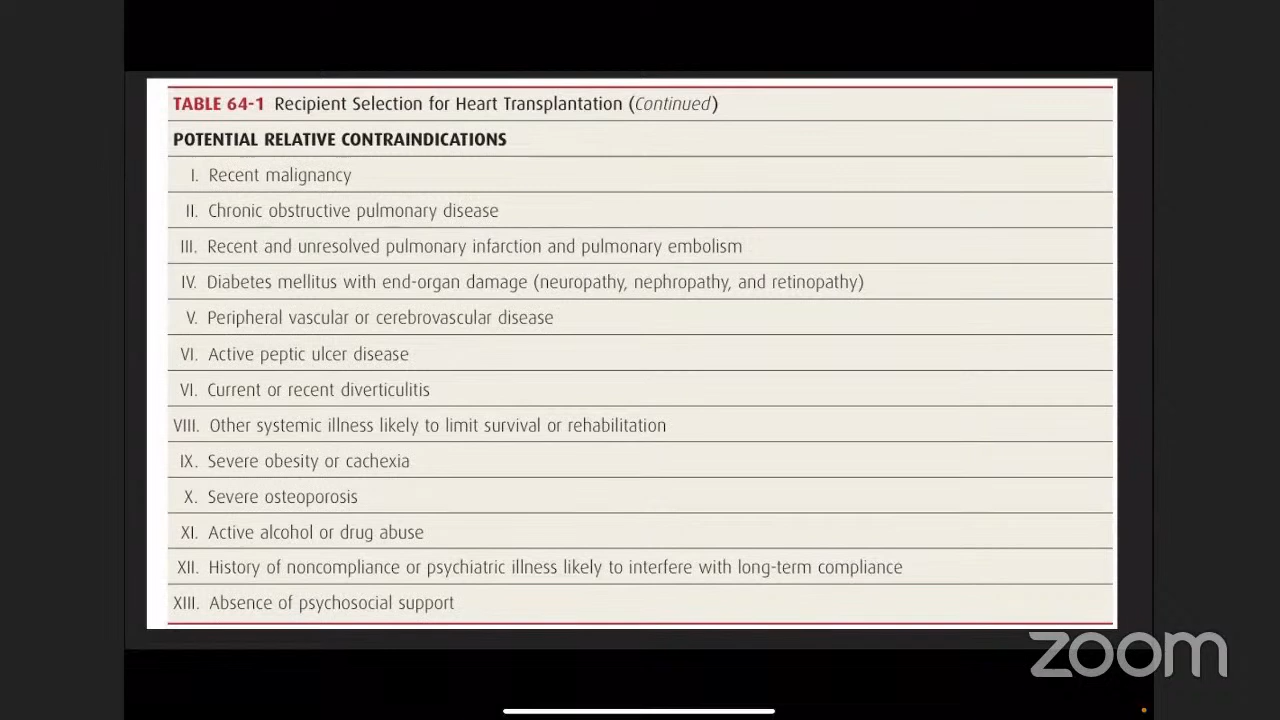 TABLE 64-1 Recipient Selection for Heart Transplantation (Continued)
POTENTIAL RELATIVE CONTRAINDICATIONS
I. Recent malignancy
II. Chronic obstructive pulmonary disease
III. Recent and unresolved pulmonary infarction and pulmonary embolism
IV. Diabetes mellitus with end-organ damage (neuropathy, nephropathy, and retinopathy)
V. Peripheral vascular or cerebrovascular disease
VI. Active peptic ulcer disease
VI. Current or recent diverticulitis
VIII. Other systemic illness likely to limit survival or rehabilitation
IX. Severe obesity or cachexia
X. Severe osteoporosis
XI. Active alcohol or drug abuse
XII. History of noncompliance or psychiatric illness likely to interfere with long-term compliance
XIII. Absence of psychosocial support
zoom